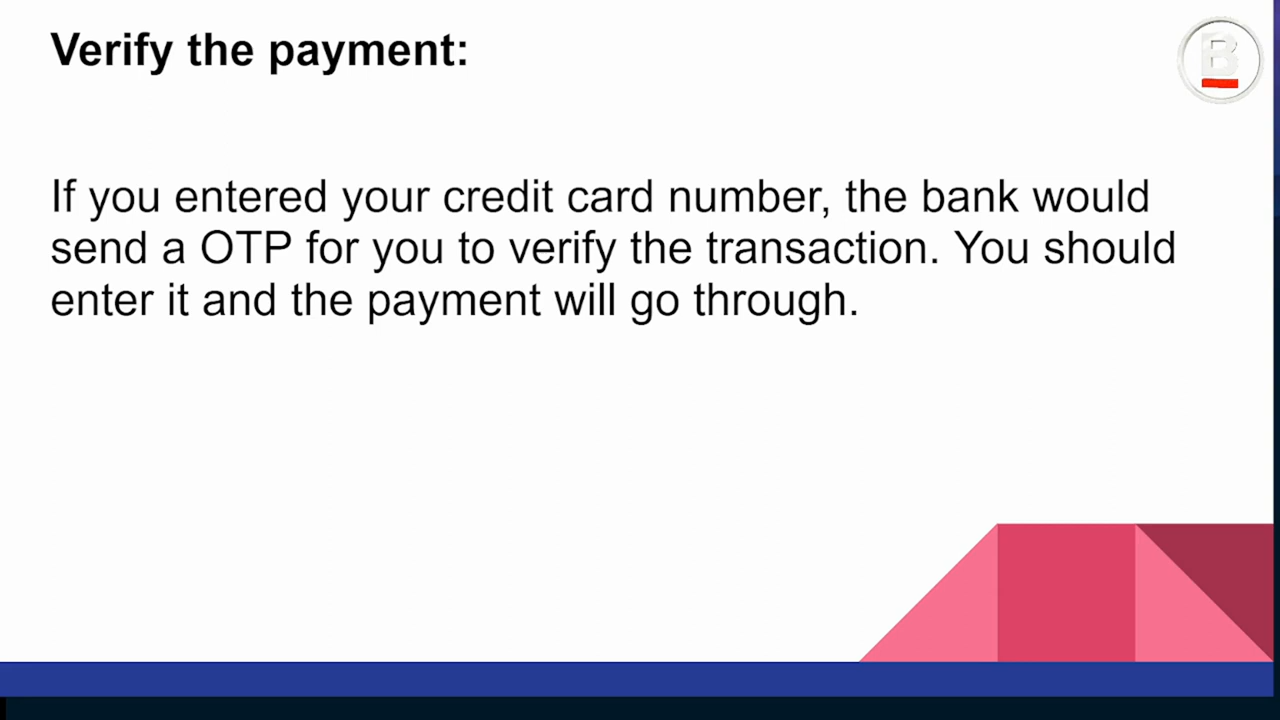 Verify the payment:
If you entered your credit card number, the bank would
send a OTP for you to verify the transaction. You should
enter it and the payment will go through.
B